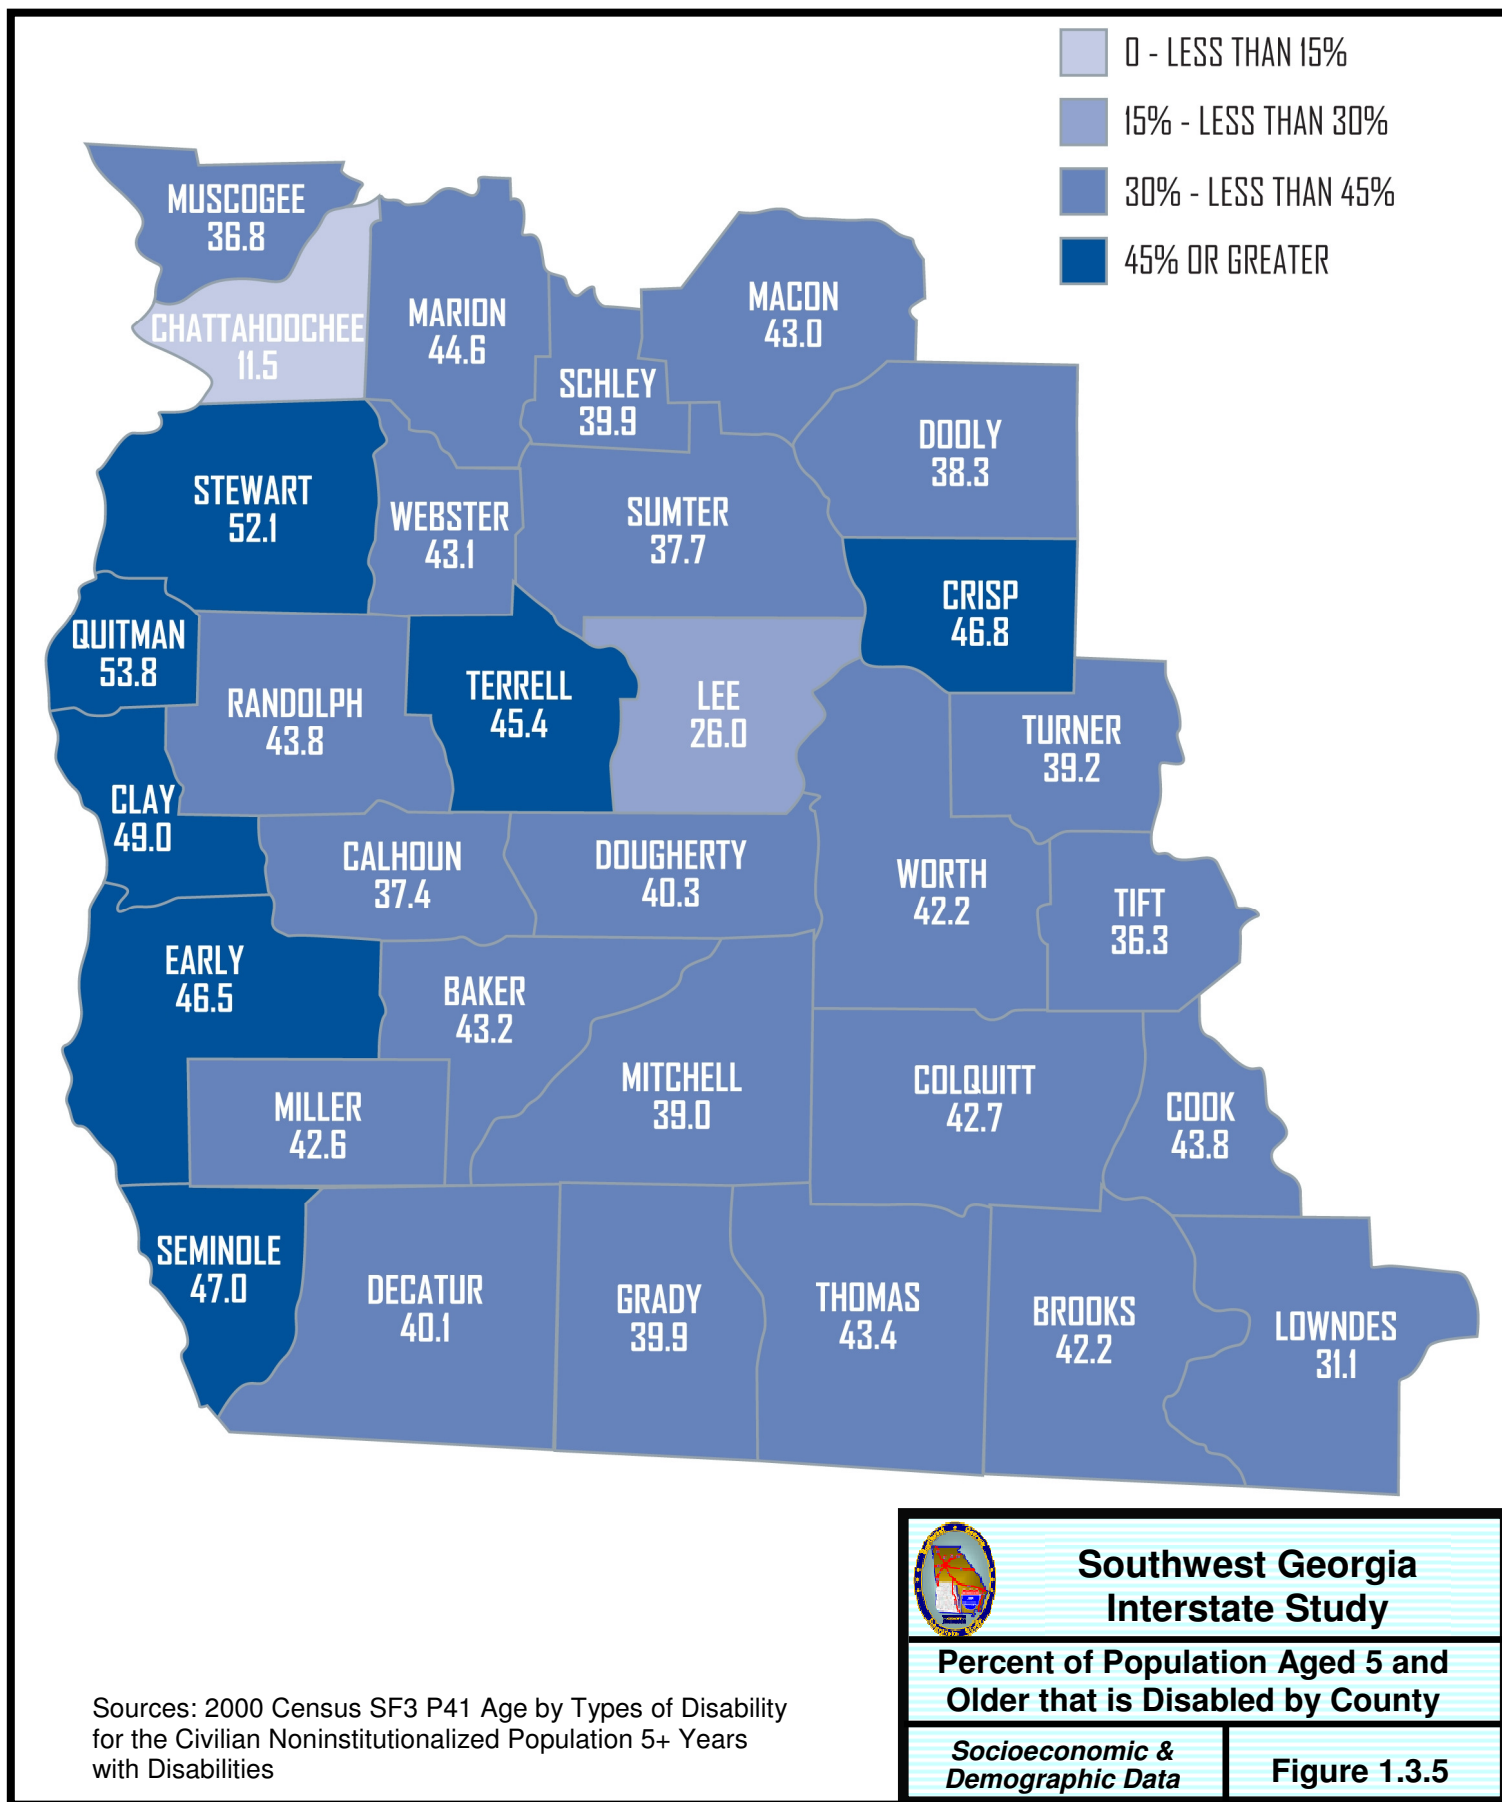 0 - LESS THAN 15%
15% - LESS THAN 30%
30% - LESS THAN 45%
45% OR GREATER
MUSCOGEE
36.8
CHATTAHOOCHEE
11.5
MARION
44.6
SCHLEY
39.9
MACON
43.0
DOOLY
38.3
STEWART
52.1
WEBSTER
43.1
SUMTER
37.7
CRISP
46.8
QUITMAN
53.8
RANDOLPH
43.8
TERRELL
45.4
LEE
26.0
TURNER
39.2
CLAY
49.0
CALHOUN
37.4
DOUGHERTY
40.3
WORTH
42.2
TIFT
36.3
EARLY
46.5
BAKER
43.2
MITCHELL
39.0
COLQUITT
42.7
COOK
43.8
MILLER
42.6
SEMINOLE
47.0
DECATUR
40.1
GRADY
39.9
THOMAS
43.4
BROOKS
42.2
LOWNDES
31.1
Southwest Georgia
Interstate Study
Percent of Population Aged 5 and
Older that is Disabled by County
Socioeconomic &
Demographic Data
Figure 1.3.5
Sources: 2000 Census SF3 P41 Age by Types of Disability
for the Civilian Noninstitutionalized Population 5+ Years
with Disabilities